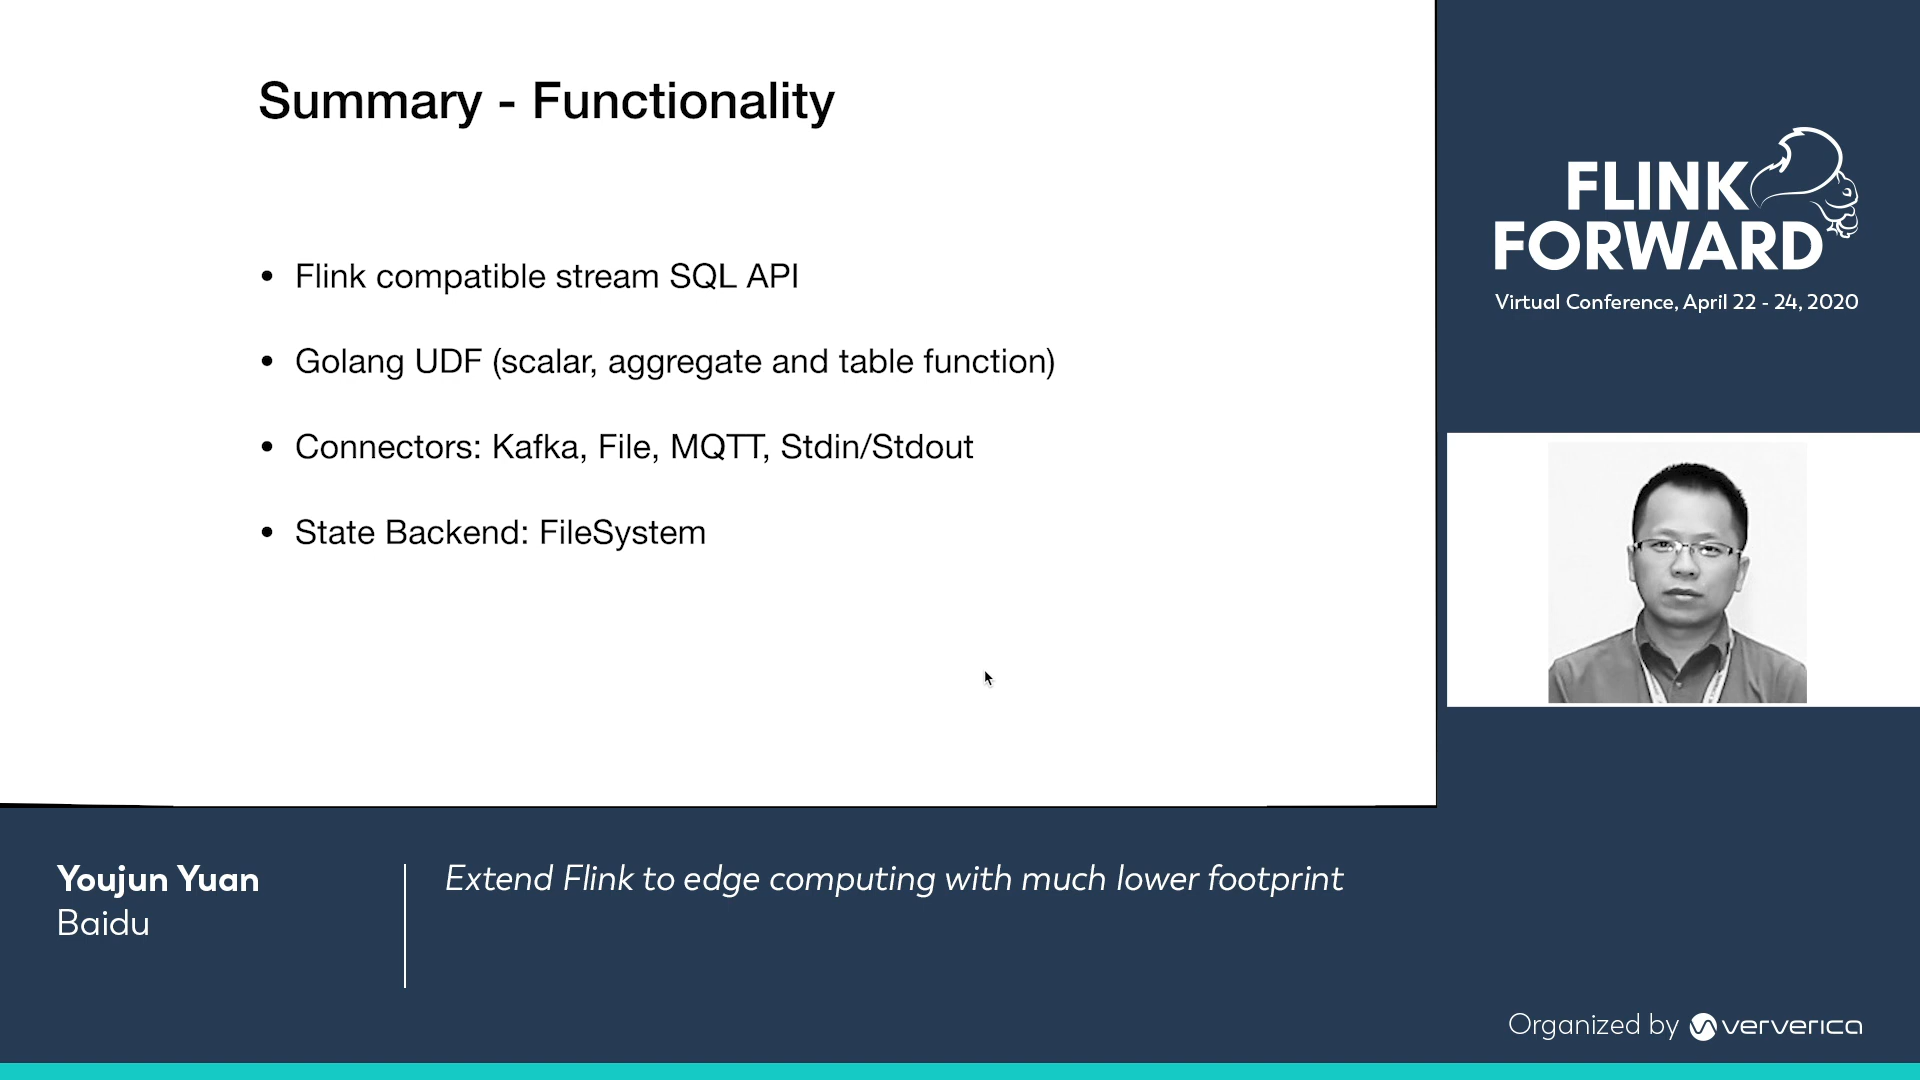 Summary - Functionality
• Flink compatible stream SQL API
• Golang UDF (scalar, aggregate and table function)
• Connectors: Kafka, File, MQTT, Stdin/Stdout
• State Backend: FileSystem
FLINK
FORWARD
Virtual Conference, April 22 - 24, 2020
Youjun Yuan
Baidu
Extend Flink to edge computing with much lower footprint
Organized by ververica